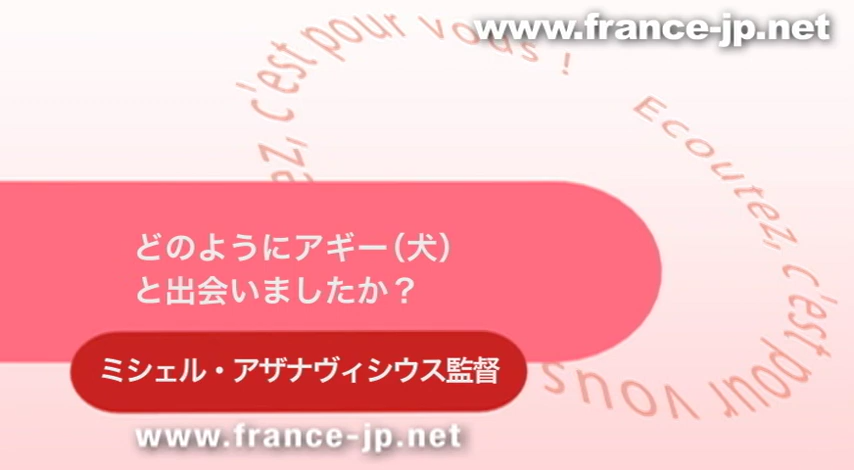 www.france-jp.net
ez, c'est pour vous !
Ecoutez, c'est pour vous
どのようにアギー（犬）
と出会いましたか？
ミシェル・アザナヴィシウス監督
www.france-jp.net